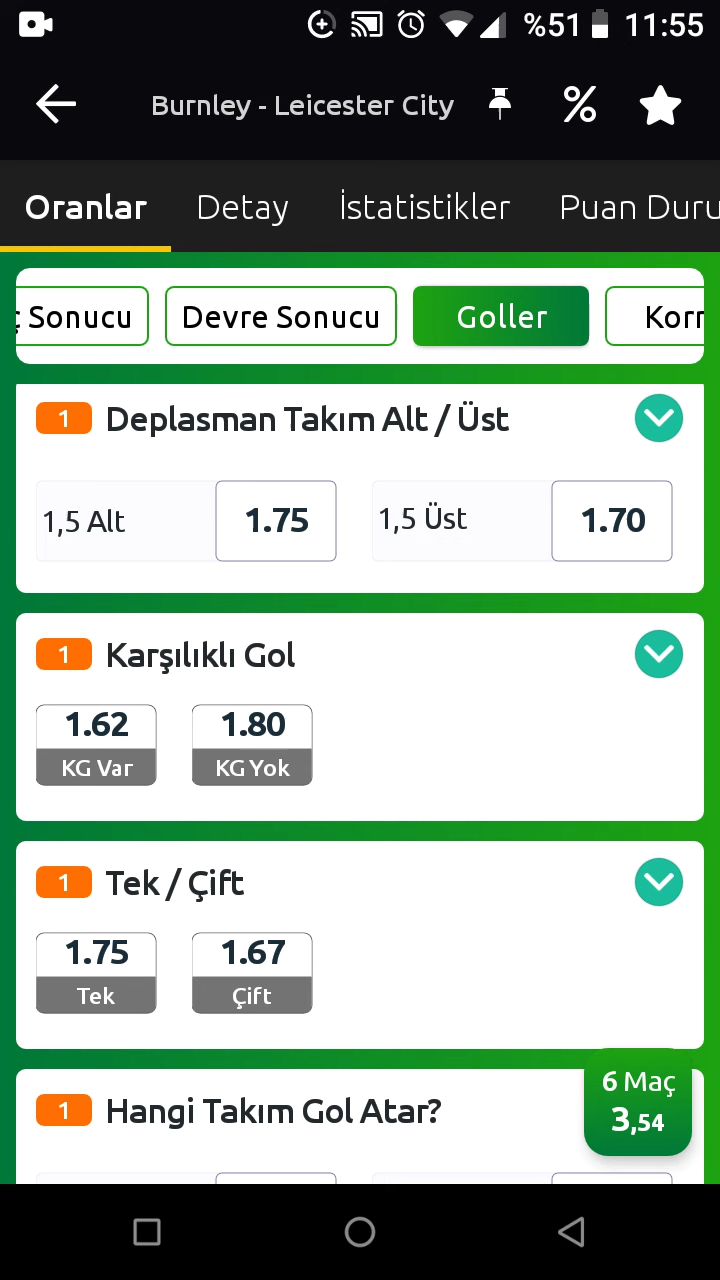 %51 11:55
Burnley - Leicester City %
Oranlar Detay İstatistikler Puan Duru
ç Sonucu Devre Sonucu Goller Korr
1 Deplasman Takım Alt / Üst
1,5 Alt 1.75 1,5 Üst 1.70
1 Karşılıklı Gol
1.62 1.80
KG Var KG Yok
1 Tek / Çift
1.75 1.67
Tek Çift
6 Maç
1 Hangi Takım Gol Atar?
3,54